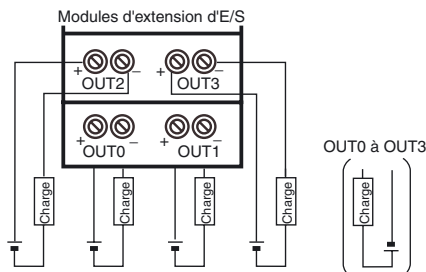 Modules d'extension d'E/S
+ – + –
OUT2 OUT3
+ – + –
OUT0 OUT1
OUT0 à OUT3
Charge Charge Charge Charge Charge